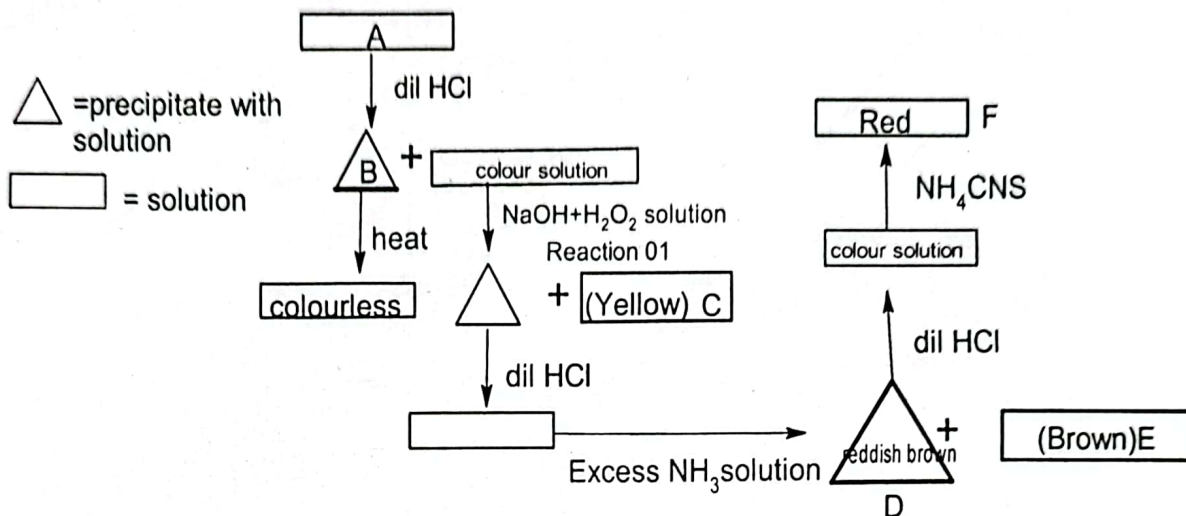 A
dil HCl
=precipitate with
solution
B
+
colour solution
= solution
heat
NaOH+H₂O₂ solution
Reaction 01
colourless
+
(Yellow) C
dil HCl
Excess NH₃solution
Red
F
NH₄CNS
colour solution
dil HCl
eddish brown
+
(Brown)E
D